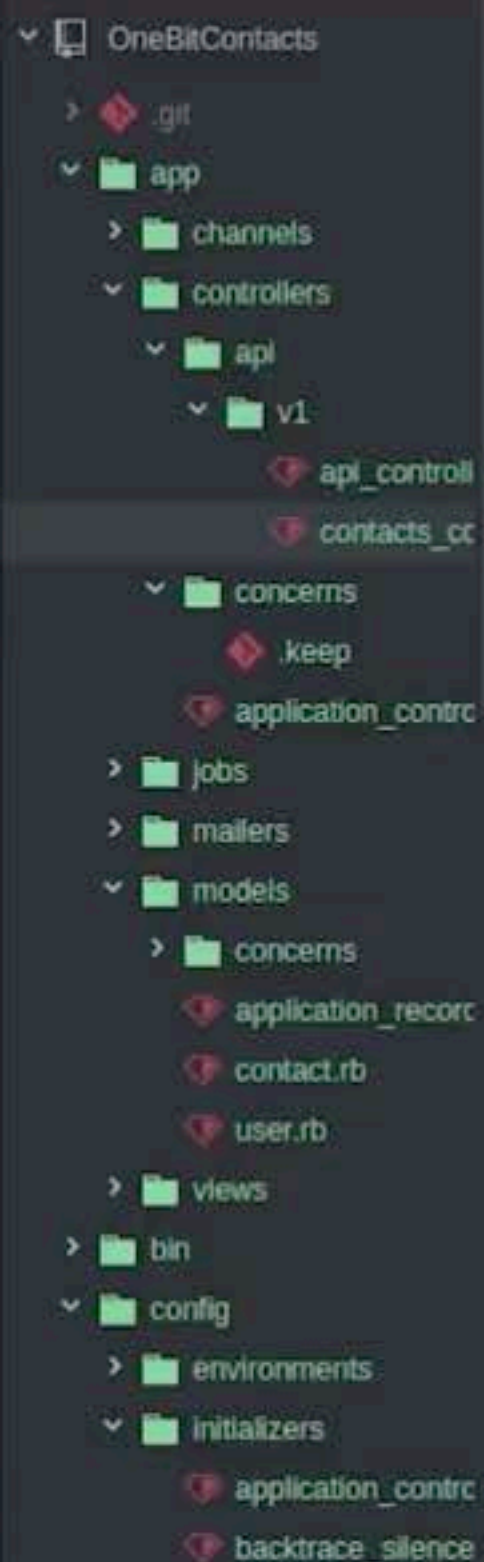 OneBitContacts
.git
app
channels
controllers
api
v1
api_controll
contacts_cc
concerns
.keep
application_contrc
jobs
mailers
models
concerns
application_recorc
contact.rb
user.rb
views
bin
config
environments
initializers
application_contrc
backtrace_silence